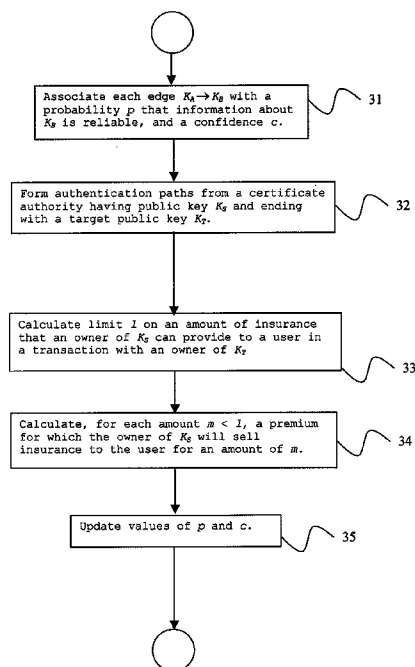 Associate each edge K_A→K_B with a
probability p that information about
K_B is reliable, and a confidence c.
31
Form authentication paths from a certificate
authority having public key K_S and ending
with a target public key K_T.
32
Calculate limit l on an amount of insurance
that an owner of K_S can provide to a user in
a transaction with an owner of K_T
33
Calculate, for each amount m < l, a premium
for which the owner of K_S will sell
insurance to the user for an amount of m.
34
Update values of p and c.
35